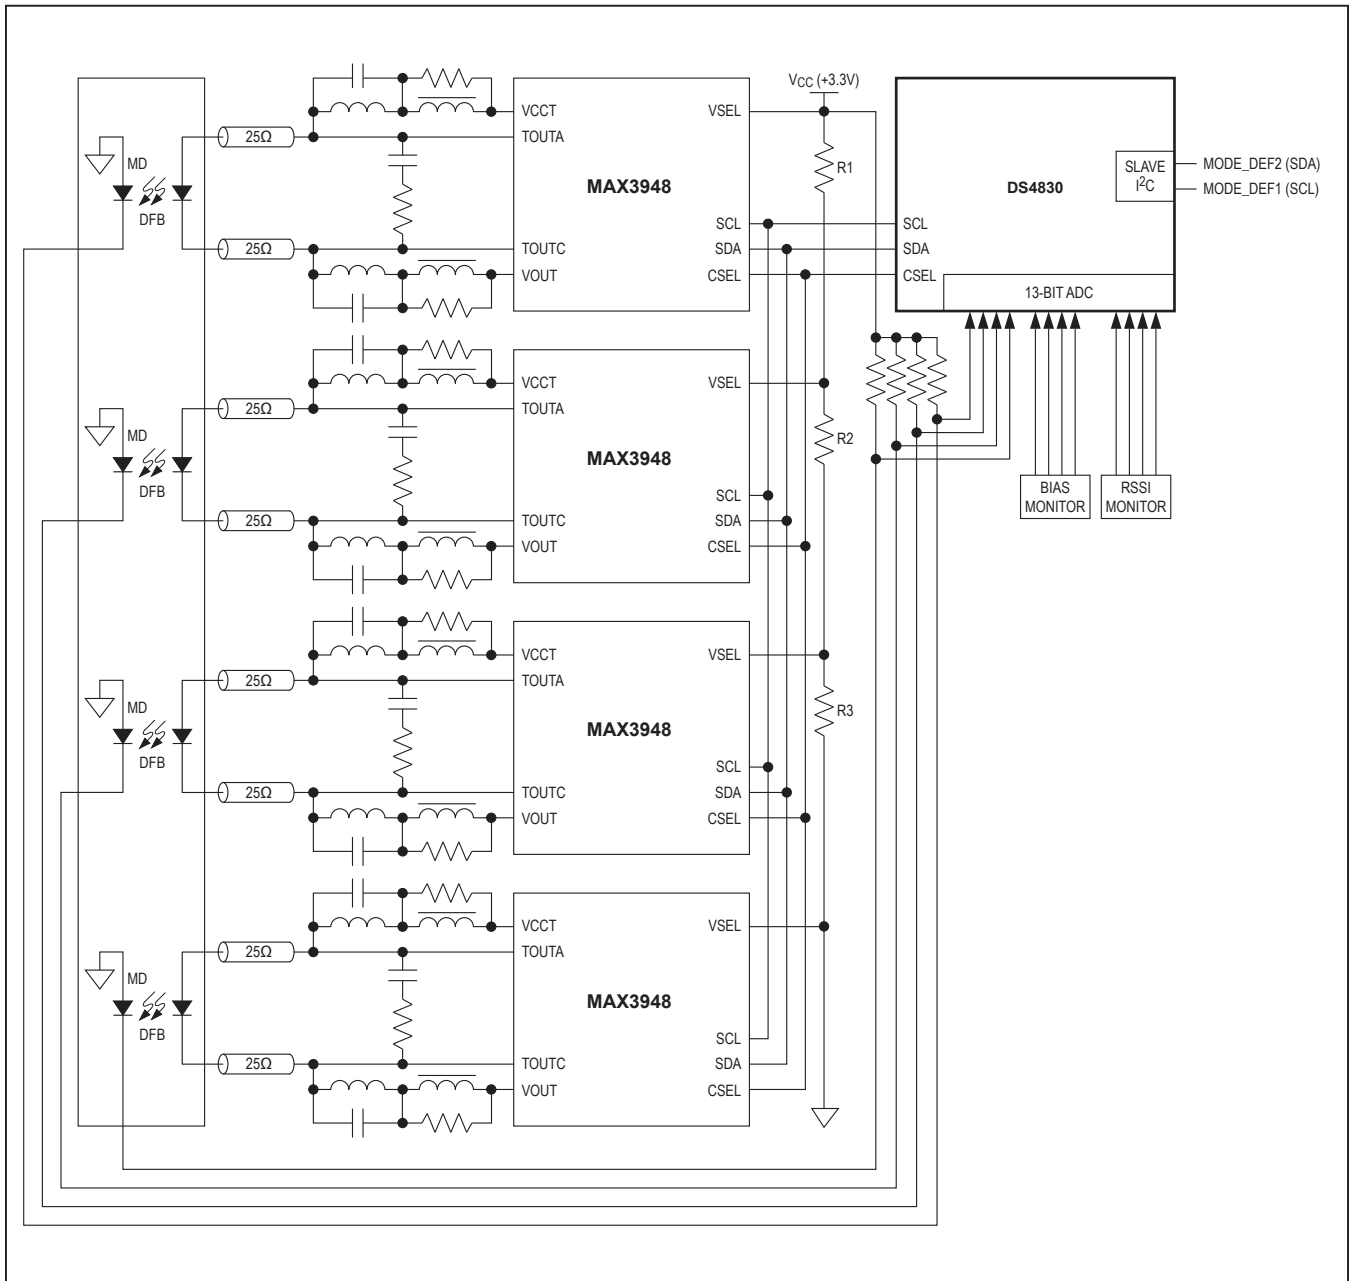 VCC (+3.3V)
25Ω
VCCT
VSEL
TOUTA
MD
DFB
MAX3948
R1
DS4830
SLAVE
I2C
MODE_DEF2 (SDA)
MODE_DEF1 (SCL)
SCL
SCL
25Ω
TOUTC
SDA
SDA
VOUT
CSEL
CSEL
13-BIT ADC
VCCT
VSEL
25Ω
TOUTA
MD
DFB
MAX3948
R2
SCL
BIAS
MONITOR
RSSI
MONITOR
25Ω
TOUTC
SDA
VOUT
CSEL
VCCT
VSEL
25Ω
TOUTA
MD
DFB
MAX3948
R3
SCL
25Ω
TOUTC
SDA
VOUT
CSEL
VCCT
VSEL
25Ω
TOUTA
MD
DFB
MAX3948
SCL
25Ω
TOUTC
SDA
VOUT
CSEL